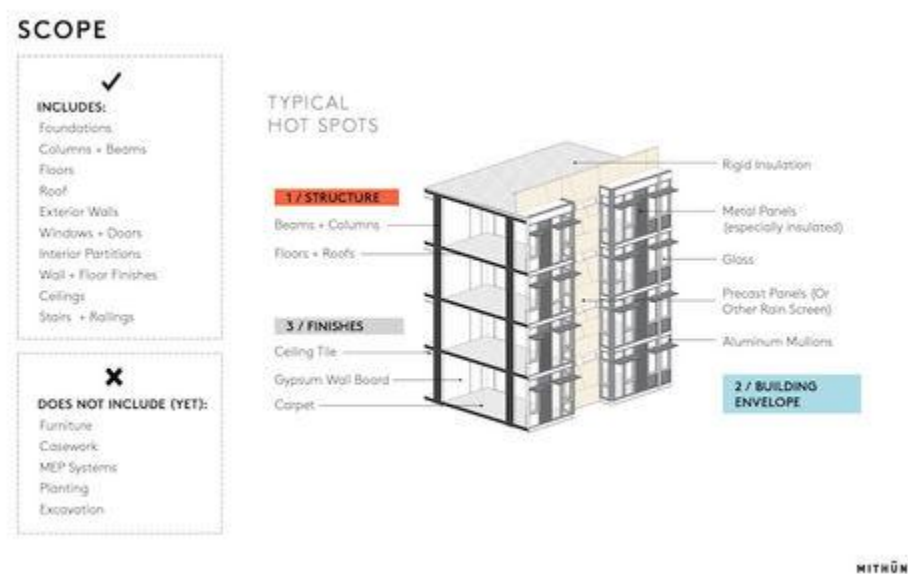 SCOPE
INCLUDES:
Foundations
Columns + Beams
Floors
Roof
Exterior Walls
Windows + Doors
Interior Partitions
Wall + Floor Finishes
Ceilings
Stairs + Railings
DOES NOT INCLUDE (YET):
Furniture
Casework
MEP Systems
Planting
Excavation
TYPICAL
HOT SPOTS
1 / STRUCTURE
Beams + Columns
Floors + Roofs
3 / FINISHES
Ceiling Tile
Gypsum Wall Board
Carpet
Rigid Insulation
Metal Panels
(especially insulated)
Glass
Precast Panels (Or
Other Rain Screen)
Aluminum Mullions
2 / BUILDING
ENVELOPE
MITHŪN